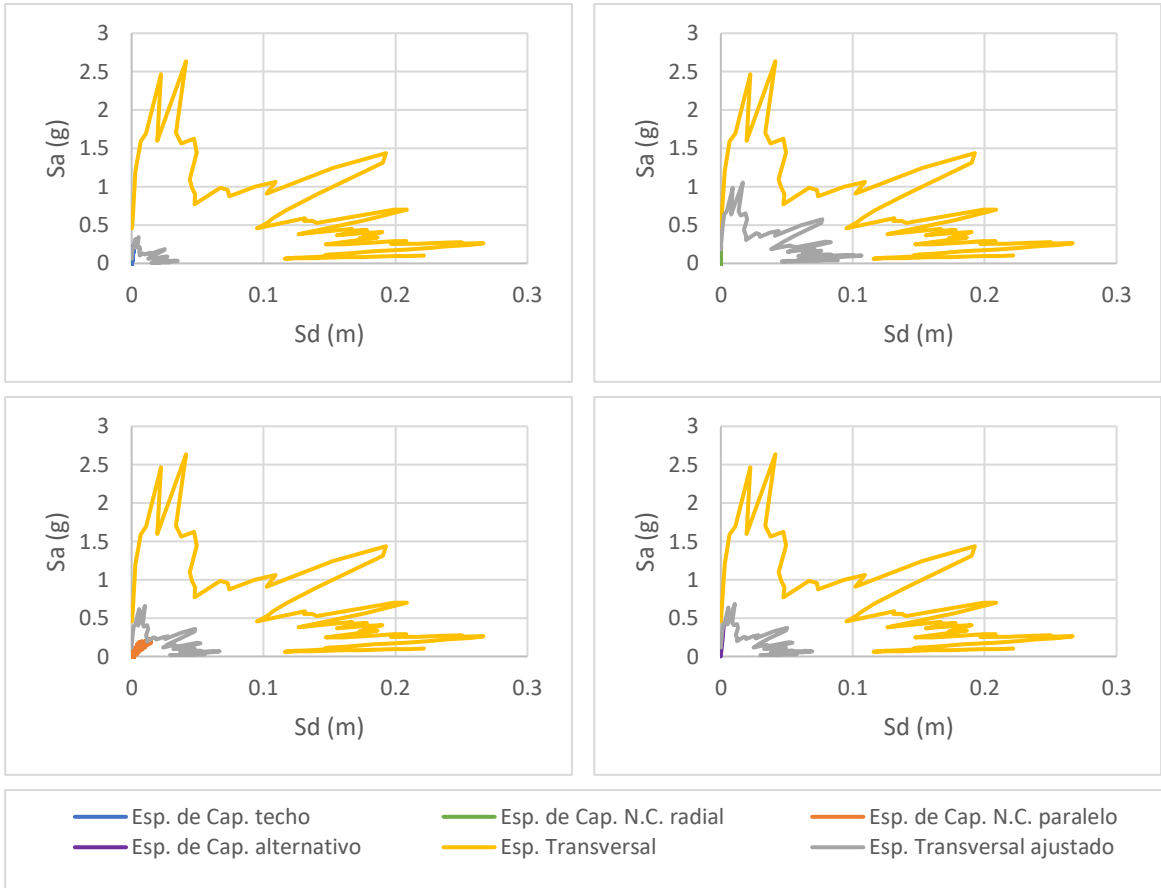 3
2.5
2
1.5
1
0.5
0
Sa (g)
0 0.1 0.2 0.3
Sd (m)
3
2.5
2
1.5
1
0.5
0
Sa (g)
0 0.1 0.2 0.3
Sd (m)
3
2.5
2
1.5
1
0.5
0
Sa (g)
0 0.1 0.2 0.3
Sd (m)
3
2.5
2
1.5
1
0.5
0
Sa (g)
0 0.1 0.2 0.3
Sd (m)
Esp. de Cap. techo Esp. de Cap. N.C. radial Esp. de Cap. N.C. paralelo
Esp. de Cap. alternativo Esp. Transversal Esp. Transversal ajustado